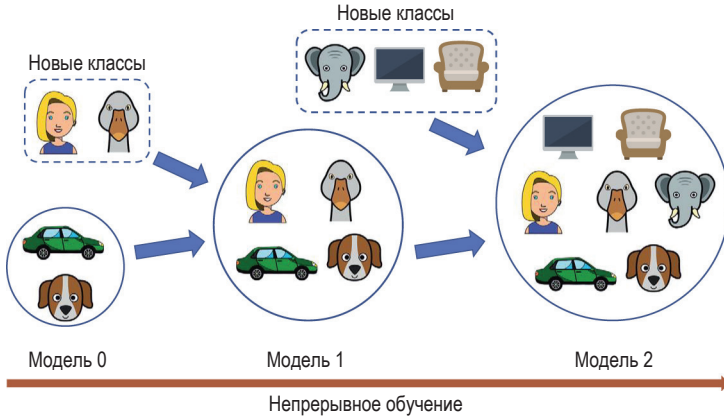 Новые классы
Новые классы
Модель 0
Модель 1
Модель 2
Непрерывное обучение